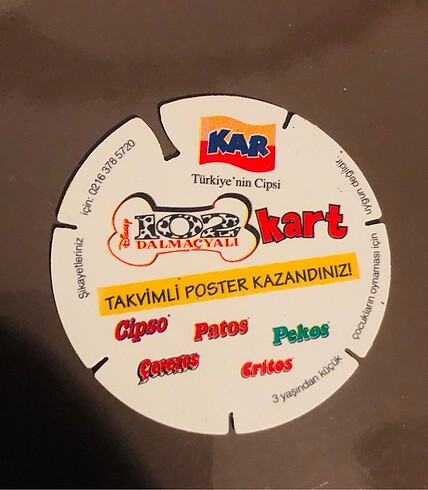 KAR
Türkiye'nin Cipsi
Disney
102 kart
DALMAÇYALI
TAKVİMLİ POSTER KAZANDINIZ!
Cipso Patos Pekos
Çerezos Critos
Şikayetleriniz için: 0216 378 5720
3 yaşından küçük çocukların oynaması için uygun değildir.